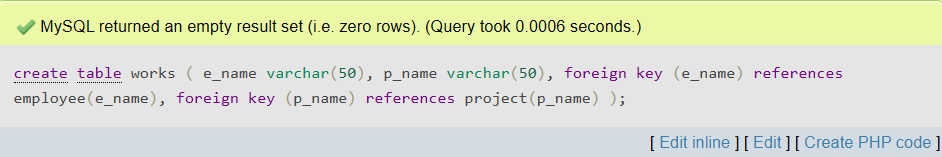 MySQL returned an empty result set (i.e. zero rows). (Query took 0.0006 seconds.)
create table works ( e_name varchar(50), p_name varchar(50), foreign key (e_name) references
employee(e_name), foreign key (p_name) references project(p_name) );
[ Edit inline ] [ Edit ] [ Create PHP code ]